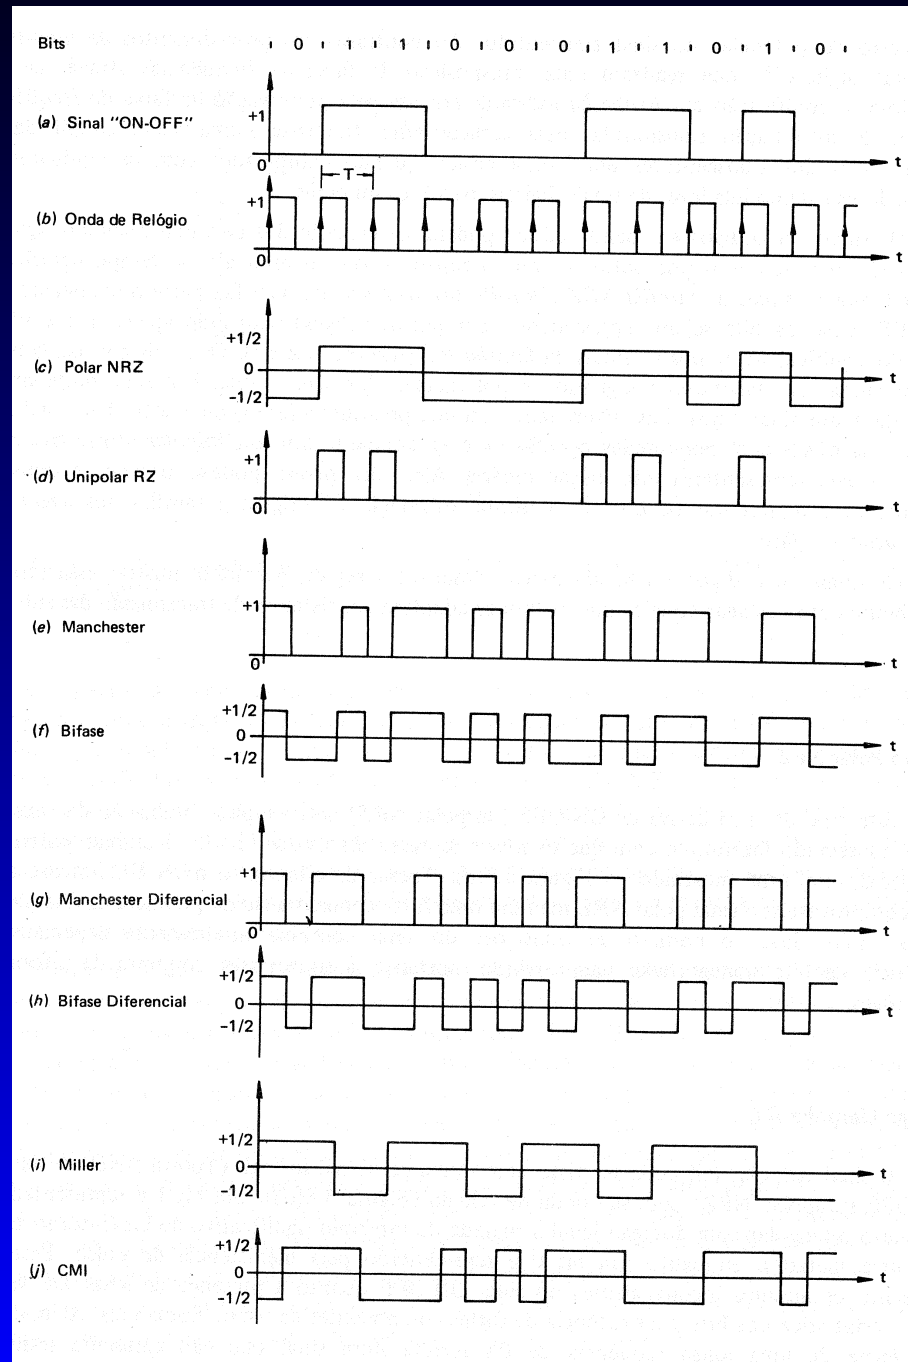 Bits ' 0 ' 1 ' 1 ' 0 ' 0 ' 0 ' 1 ' 1 ' 0 ' 1 ' 0 '
+1
(a) Sinal "ON-OFF"
0
t
T
+1
(b) Onda de Relógio
0
t
+1/2
0
(c) Polar NRZ
t
−1/2
+1
(d) Unipolar RZ
0
t
+1
(e) Manchester
0
t
+1/2
(f) Bifase
0
t
−1/2
+1
(g) Manchester Diferencial
0
t
+1/2
(h) Bifase Diferencial
0
t
−1/2
+1/2
(i) Miller
0
t
−1/2
+1/2
(j) CMI
0
t
−1/2